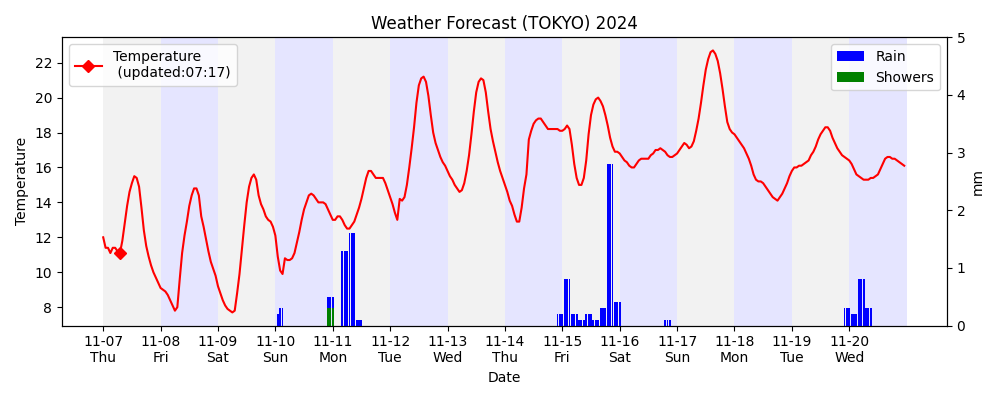 Weather Forecast (TOKYO) 2024
Temperature
(updated:07:17)
Rain
Showers
22
20
18
16
14
12
10
8
Temperature
5
4
3
2
1
0
mm
11-07 11-08 11-09 11-10 11-11 11-12 11-13 11-14 11-15 11-16 11-17 11-18 11-19 11-20
Thu Fri Sat Sun Mon Tue Wed Thu Fri Sat Sun Mon Tue Wed
Date